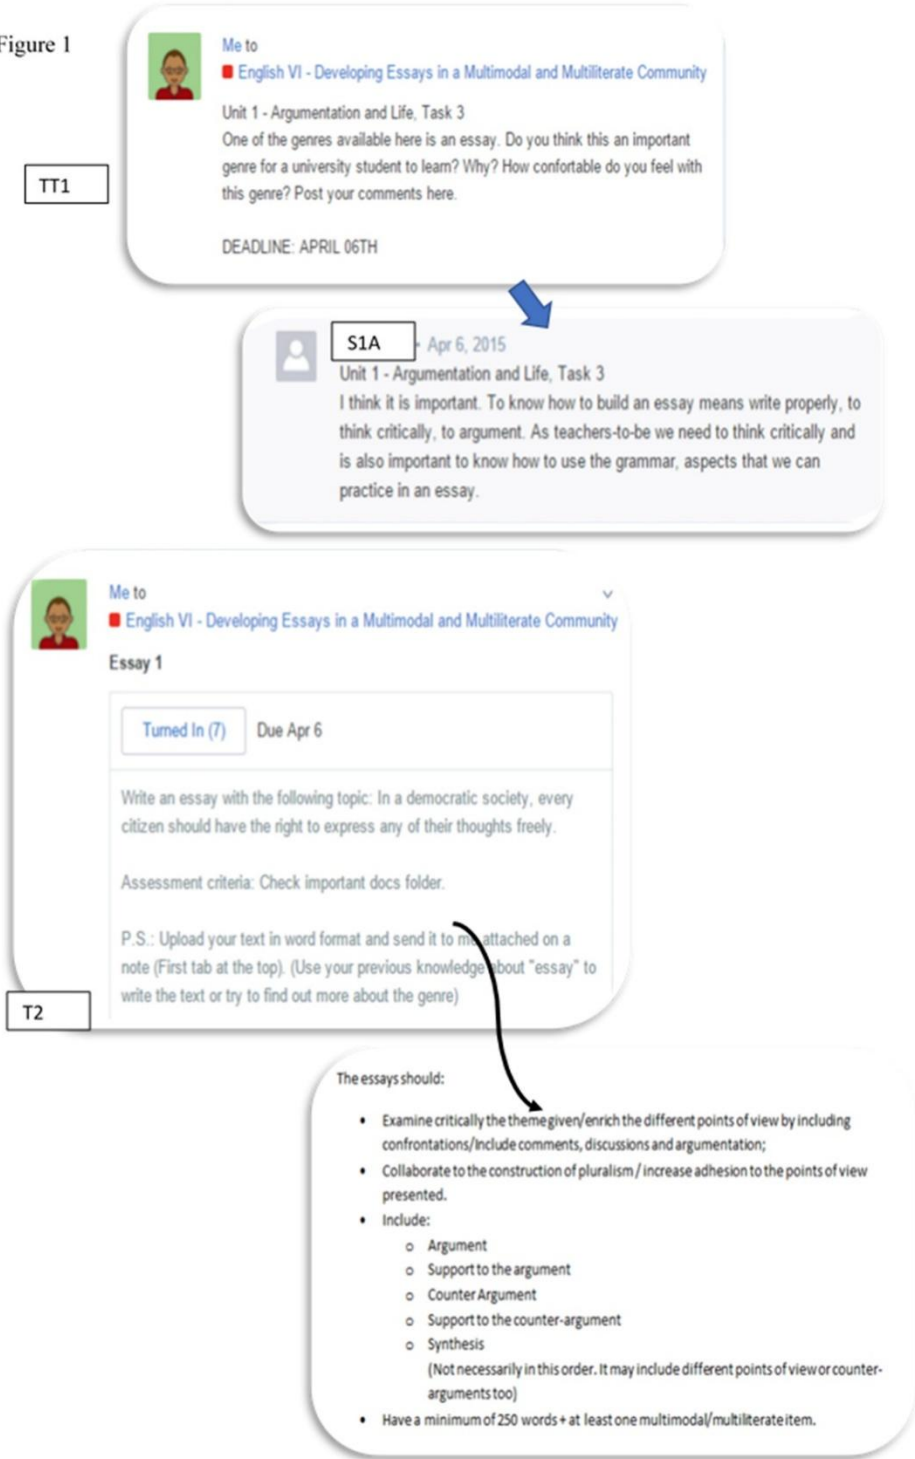 Figure 1
Me to
English VI - Developing Essays in a Multimodal and Multiliterate Community
Unit 1 - Argumentation and Life, Task 3
One of the genres available here is an essay. Do you think this an important
genre for a university student to learn? Why? How confortable do you feel with
this genre? Post your comments here.
TT1
DEADLINE: APRIL 06TH
S1A · Apr 6, 2015
Unit 1 - Argumentation and Life, Task 3
I think it is important. To know how to build an essay means write properly, to
think critically, to argument. As teachers-to-be we need to think critically and
is also important to know how to use the grammar, aspects that we can
practice in an essay.
Me to
English VI - Developing Essays in a Multimodal and Multiliterate Community
Essay 1
Turned In (7) Due Apr 6
Write an essay with the following topic: In a democratic society, every
citizen should have the right to express any of their thoughts freely.
Assessment criteria: Check important docs folder.
P.S.: Upload your text in word format and send it to me attached on a
note (First tab at the top). (Use your previous knowledge about "essay" to
write the text or try to find out more about the genre)
T2
The essays should:
• Examine critically the theme given/enrich the different points of view by including
confrontations/Include comments, discussions and argumentation;
• Collaborate to the construction of pluralism / increase adhesion to the points of view
presented.
• Include:
o Argument
o Support to the argument
o Counter Argument
o Support to the counter-argument
o Synthesis
(Not necessarily in this order. It may include different points of view or counter-
arguments too)
• Have a minimum of 250 words + at least one multimodal/multiliterate item.